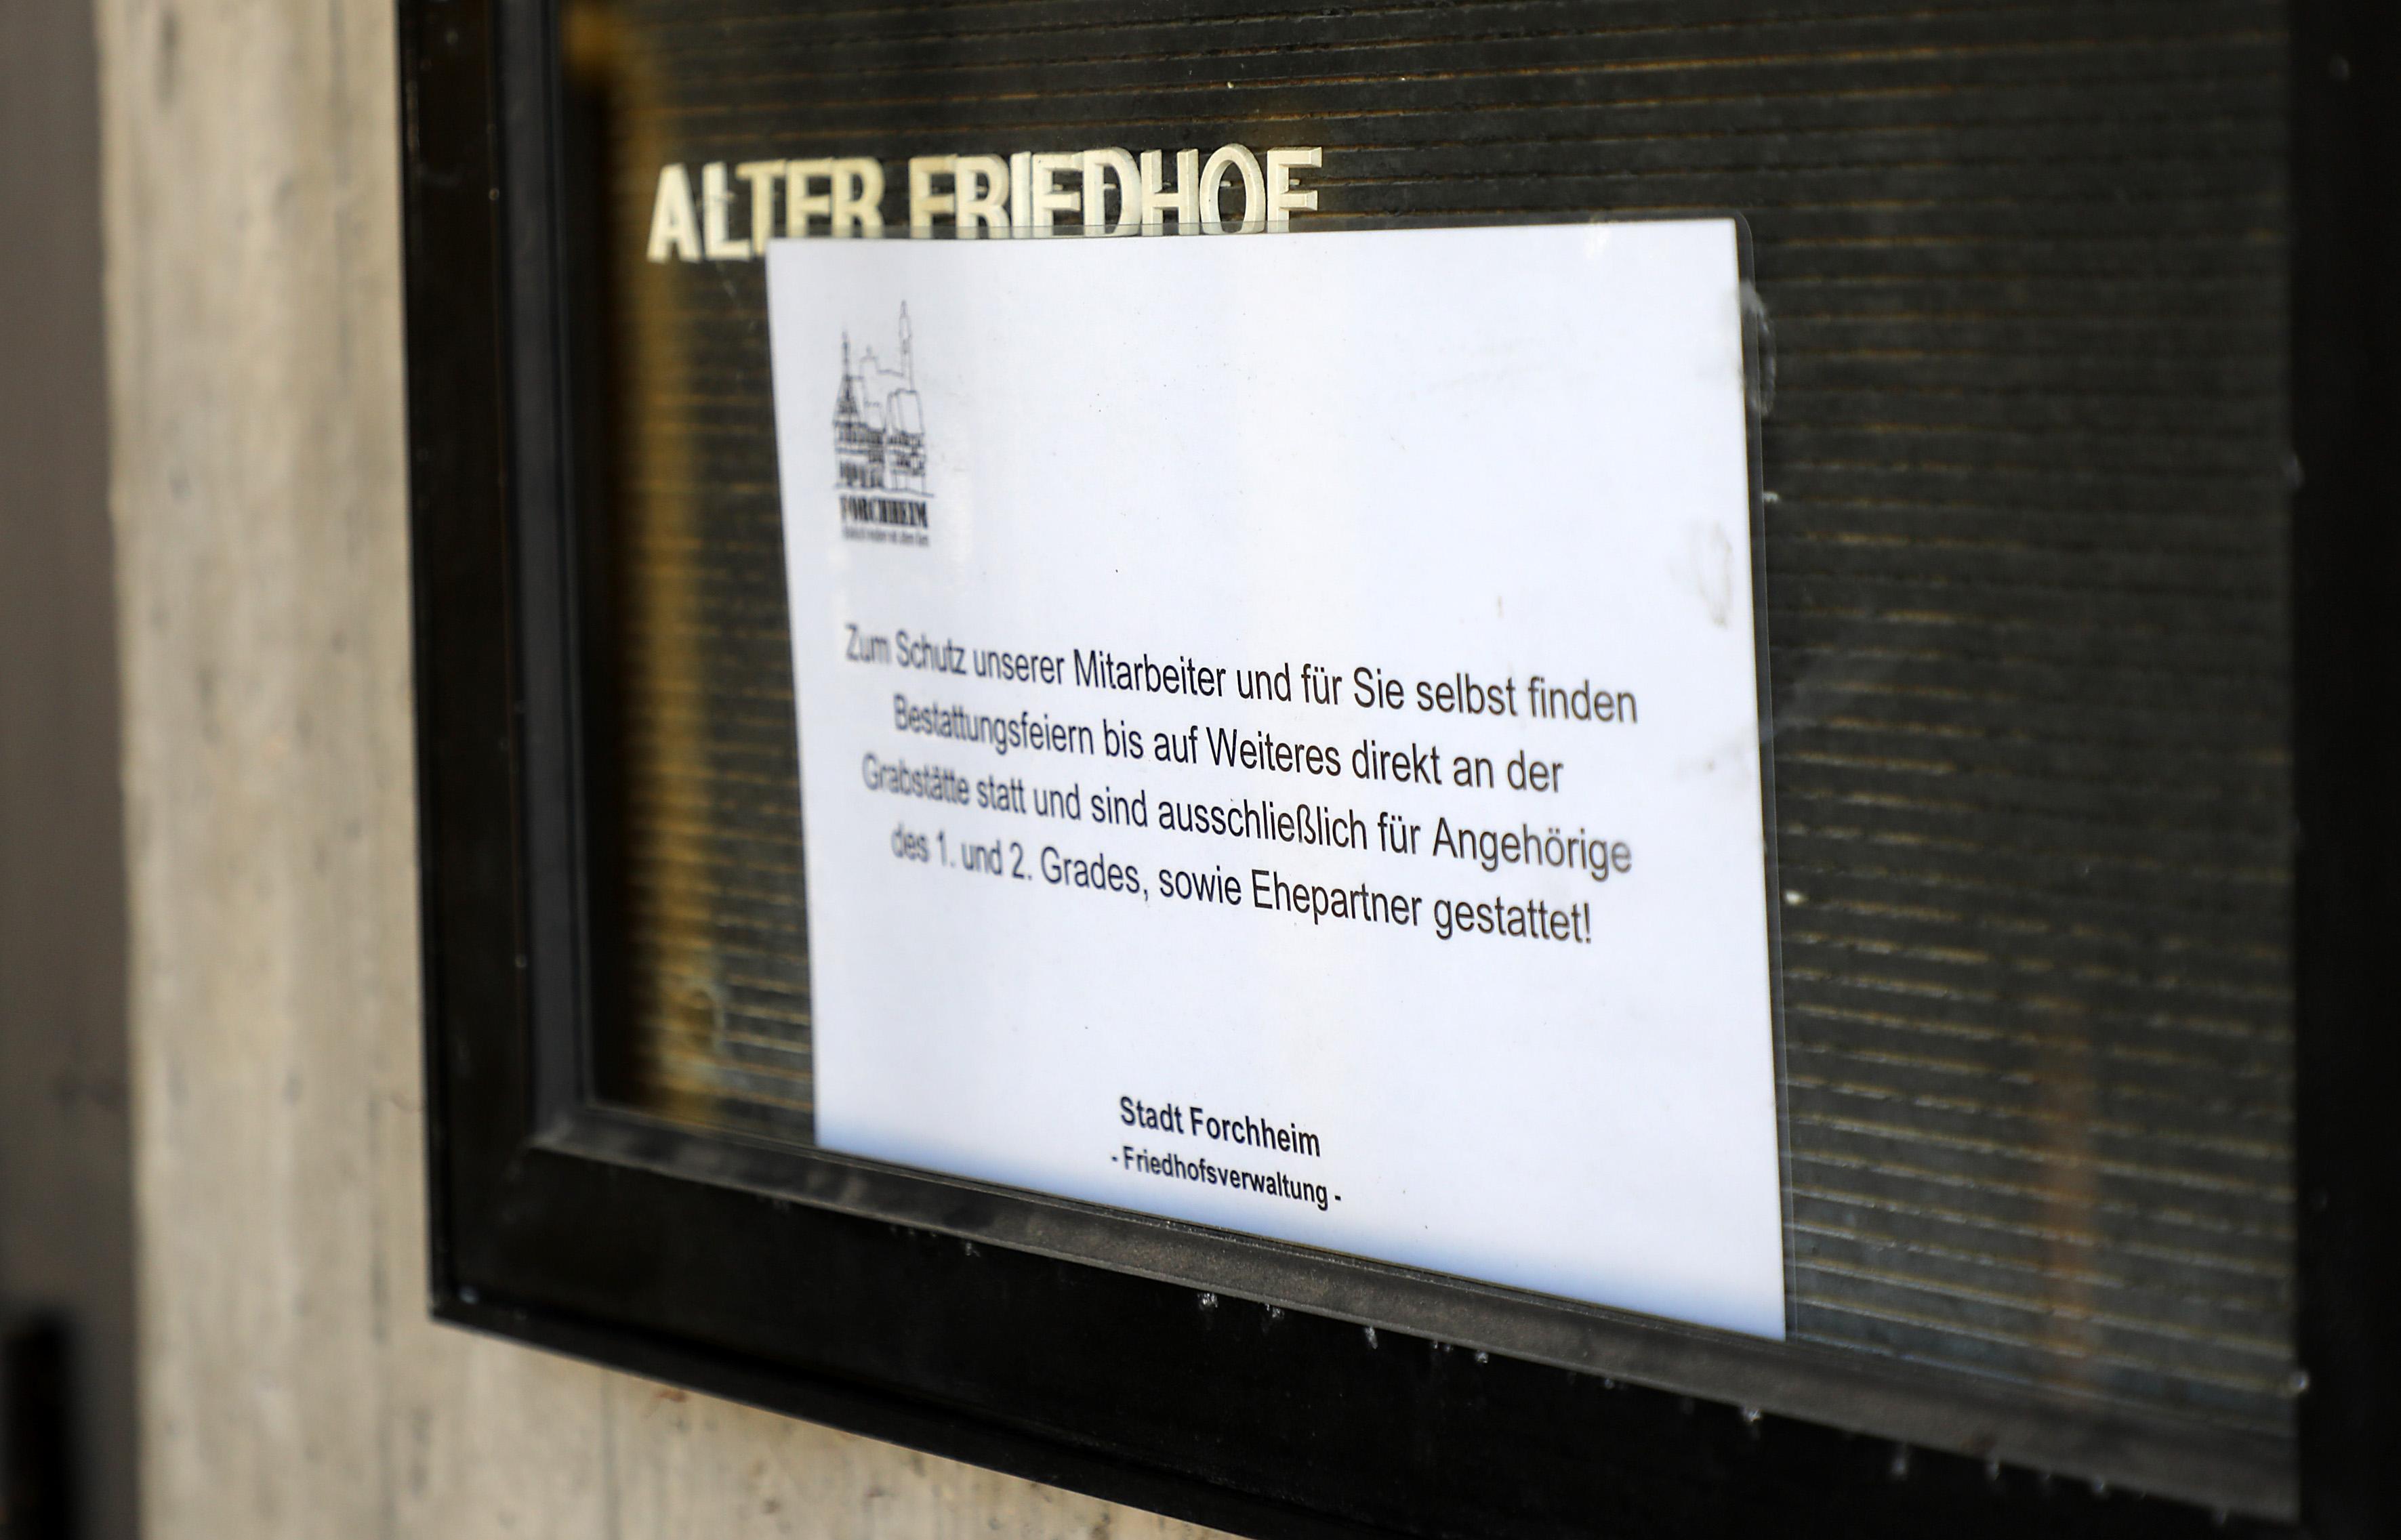 ALTER FRIEDHOF
FORCHHEIM
Zum Schutz unserer Mitarbeiter und für Sie selbst finden
Bestattungsfeiern bis auf Weiteres direkt an der
Grabstätte statt und sind ausschließlich für Angehörige
des 1. und 2. Grades, sowie Ehepartner gestattet!
Stadt Forchheim
- Friedhofsverwaltung -